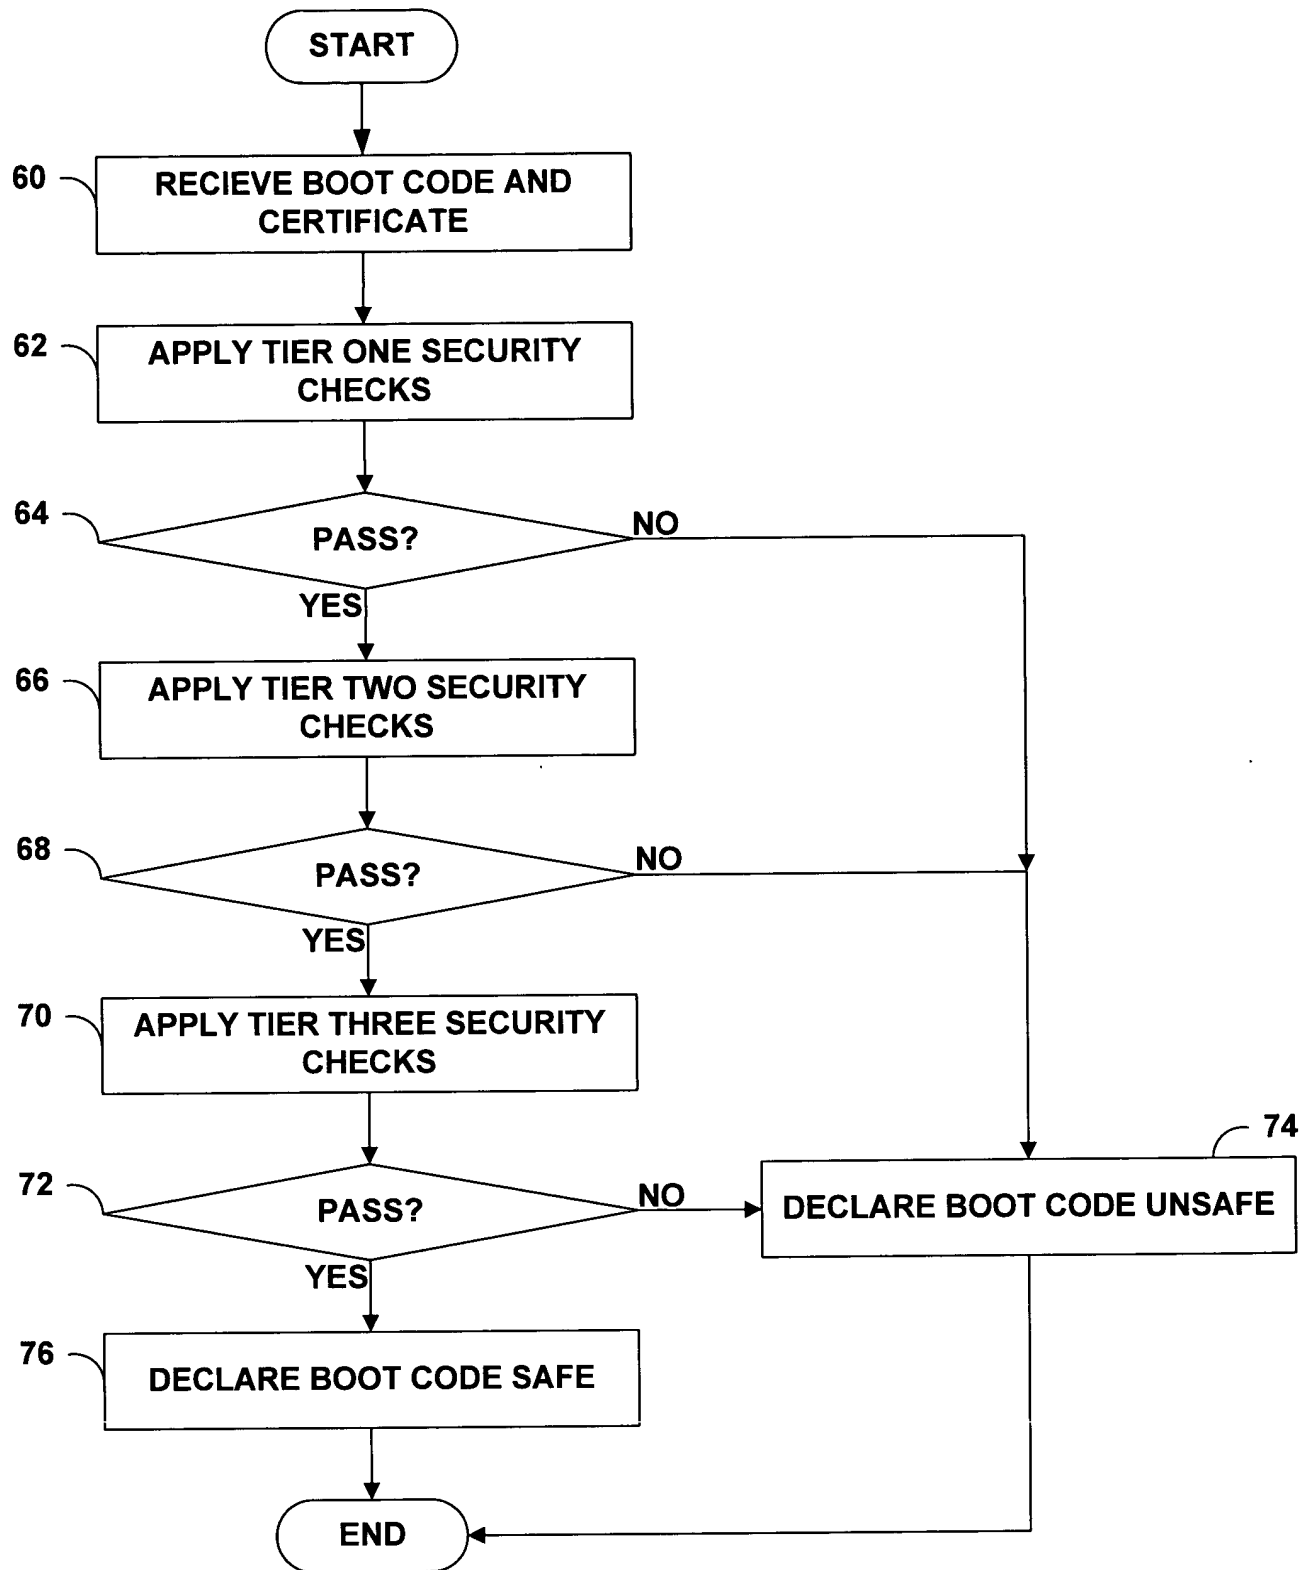 START
60
RECIEVE BOOT CODE AND
CERTIFICATE
62
APPLY TIER ONE SECURITY
CHECKS
64
PASS?
NO
YES
66
APPLY TIER TWO SECURITY
CHECKS
68
PASS?
NO
YES
70
APPLY TIER THREE SECURITY
CHECKS
72
PASS?
NO
74
DECLARE BOOT CODE UNSAFE
YES
76
DECLARE BOOT CODE SAFE
END